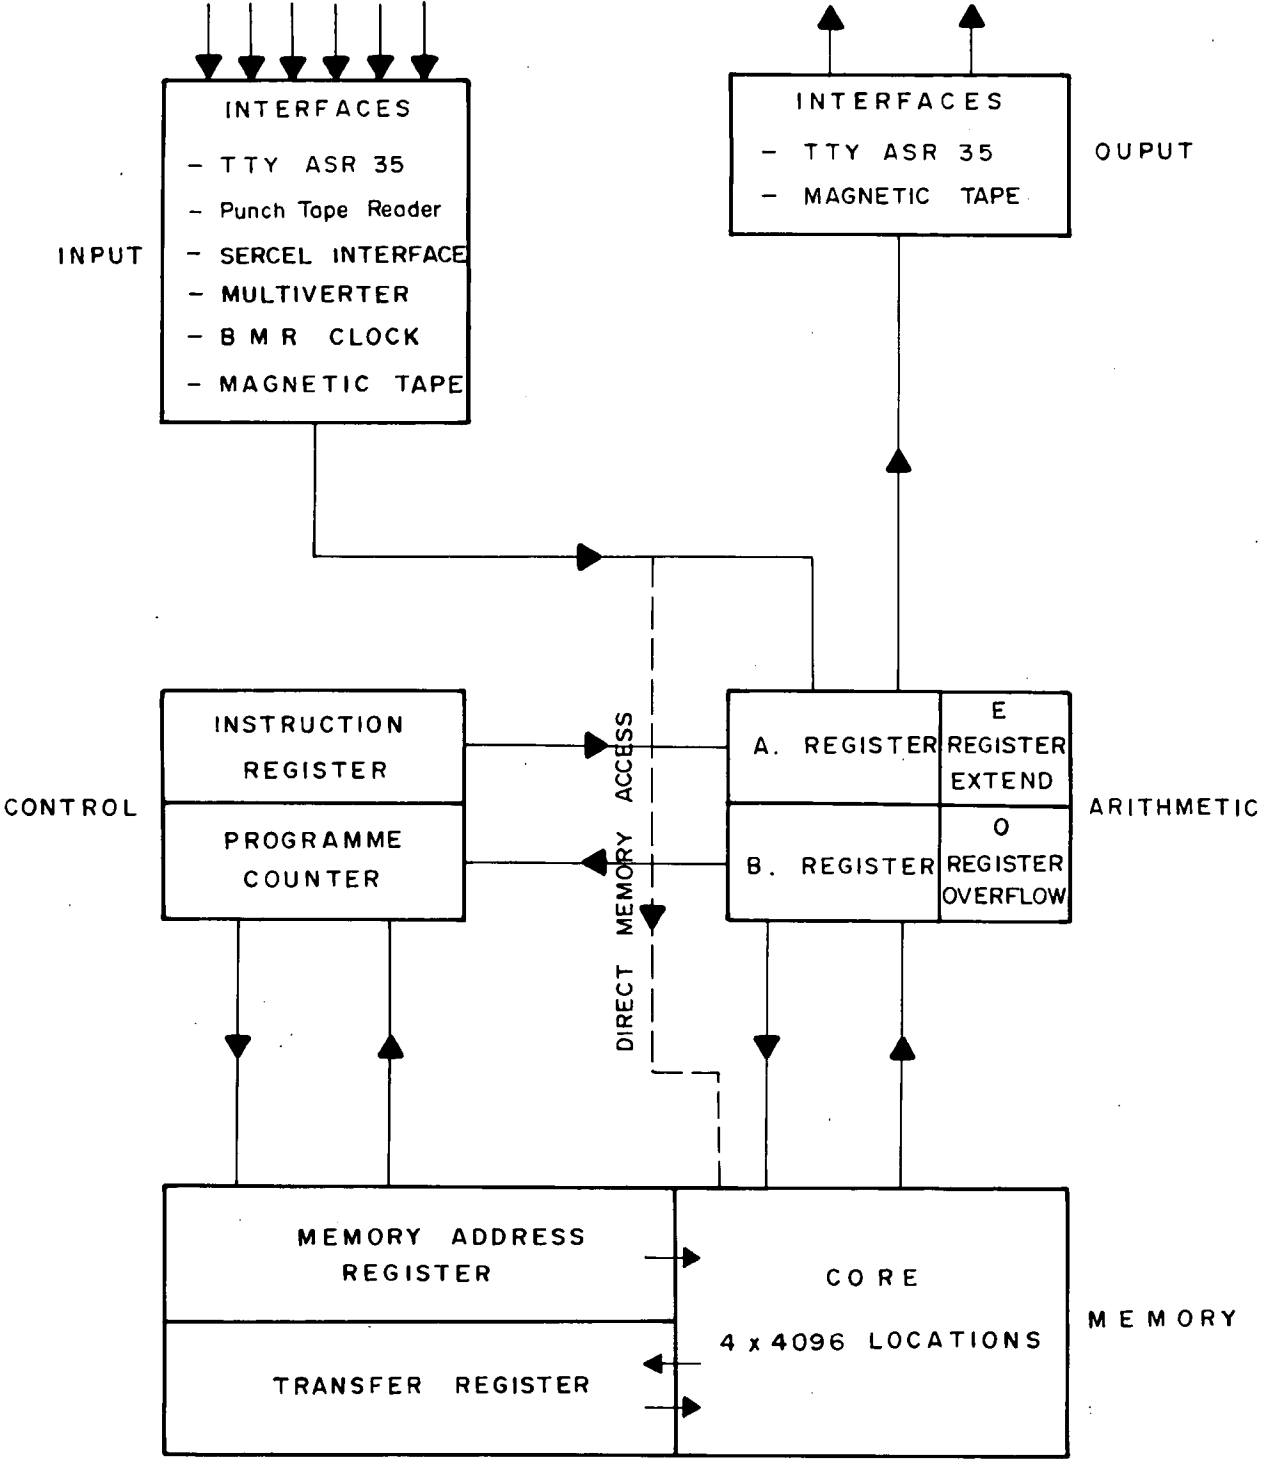 INTERFACES
- TTY ASR 35
- Punch Tape Reader
- SERCEL INTERFACE
- MULTIVERTER
- BMR CLOCK
- MAGNETIC TAPE
INPUT
INTERFACES
- TTY ASR 35
- MAGNETIC TAPE
OUPUT
INSTRUCTION
REGISTER
PROGRAMME
COUNTER
CONTROL
DIRECT MEMORY ACCESS
A. REGISTER
E
REGISTER
EXTEND
B. REGISTER
O
REGISTER
OVERFLOW
ARITHMETIC
MEMORY ADDRESS
REGISTER
TRANSFER REGISTER
CORE
4 x 4096 LOCATIONS
MEMORY